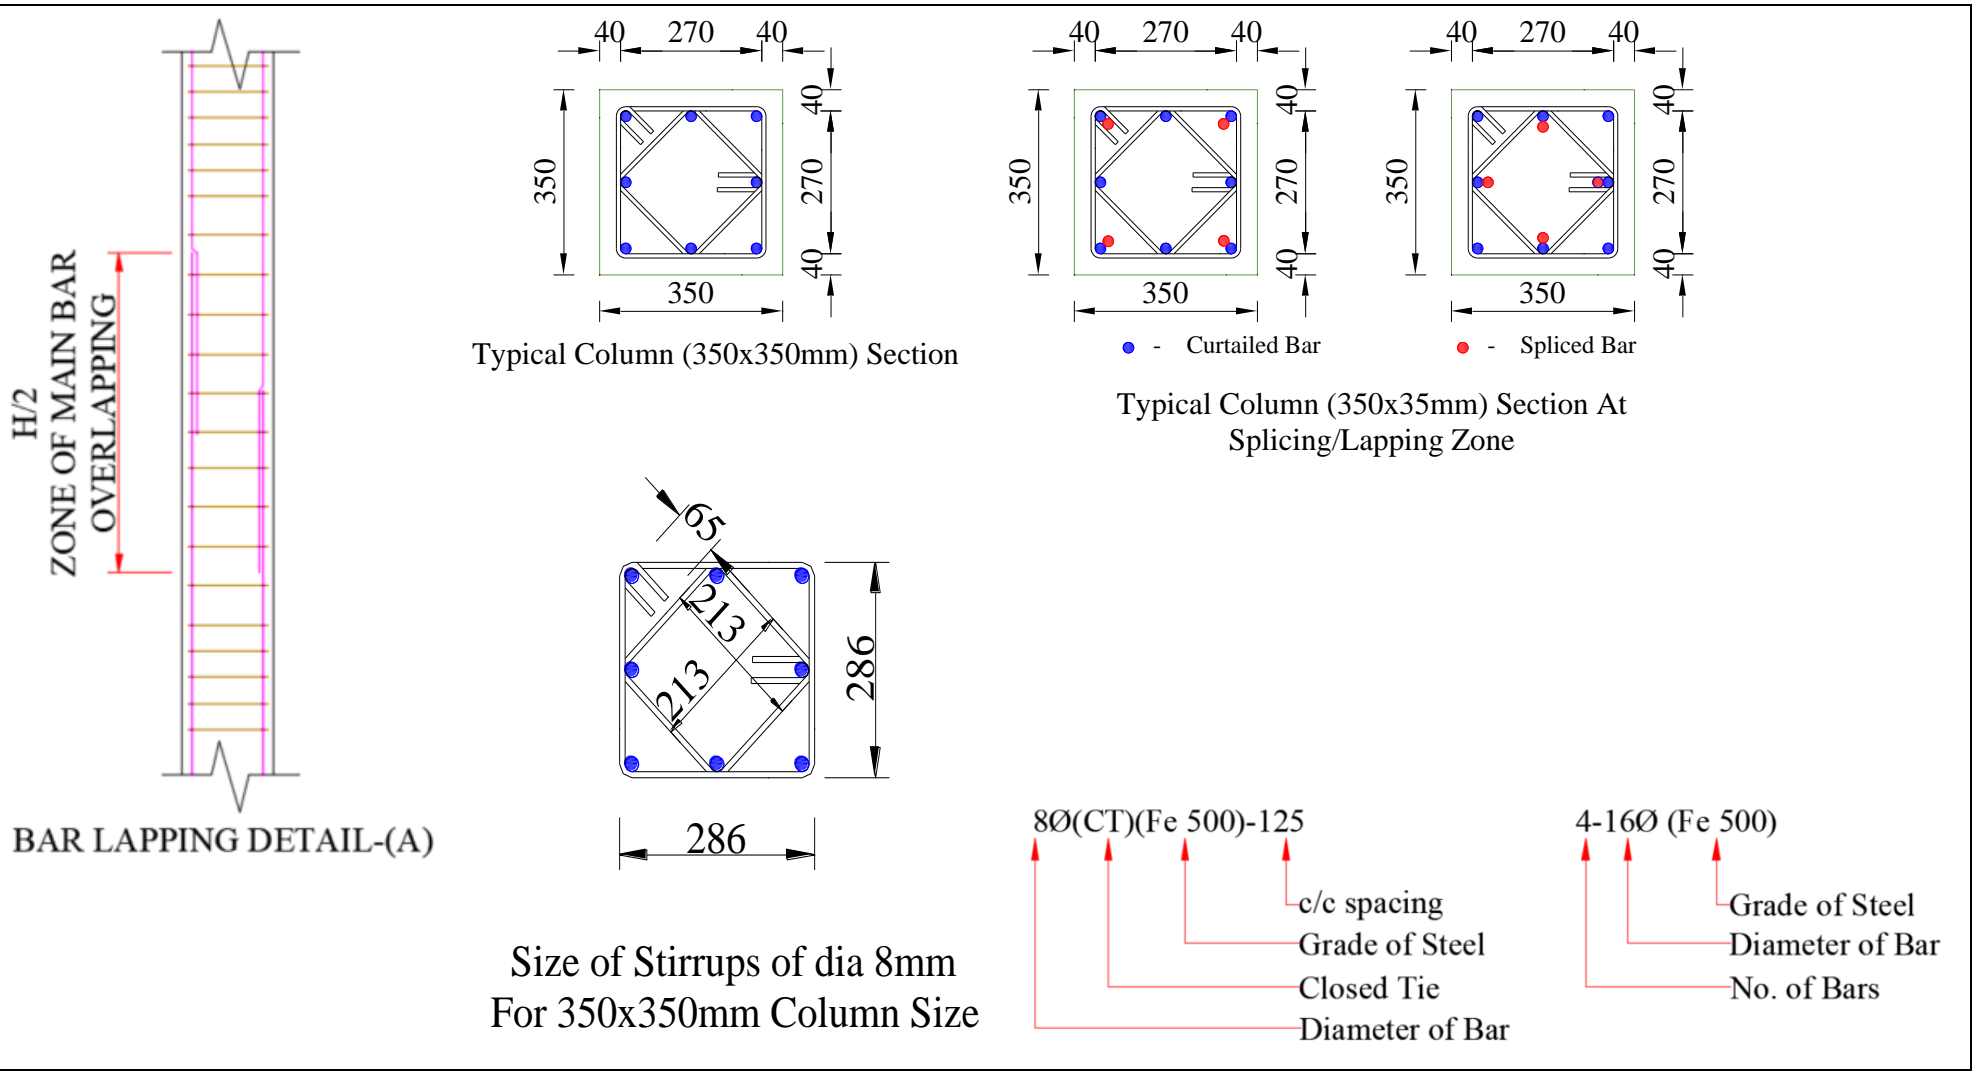 H/2
ZONE OF MAIN BAR
OVERLAPPING
BAR LAPPING DETAIL-(A)
40 270 40
350
40
270
40
350
Typical Column (350x350mm) Section
40 270 40
350
40
270
40
350
40 270 40
350
40
270
40
350
- Curtailed Bar
- Spliced Bar
Typical Column (350x35mm) Section At
Splicing/Lapping Zone
65
213
213
286
286
Size of Stirrups of dia 8mm
For 350x350mm Column Size
8Ø(CT)(Fe 500)-125
c/c spacing
Grade of Steel
Closed Tie
Diameter of Bar
4-16Ø (Fe 500)
Grade of Steel
Diameter of Bar
No. of Bars